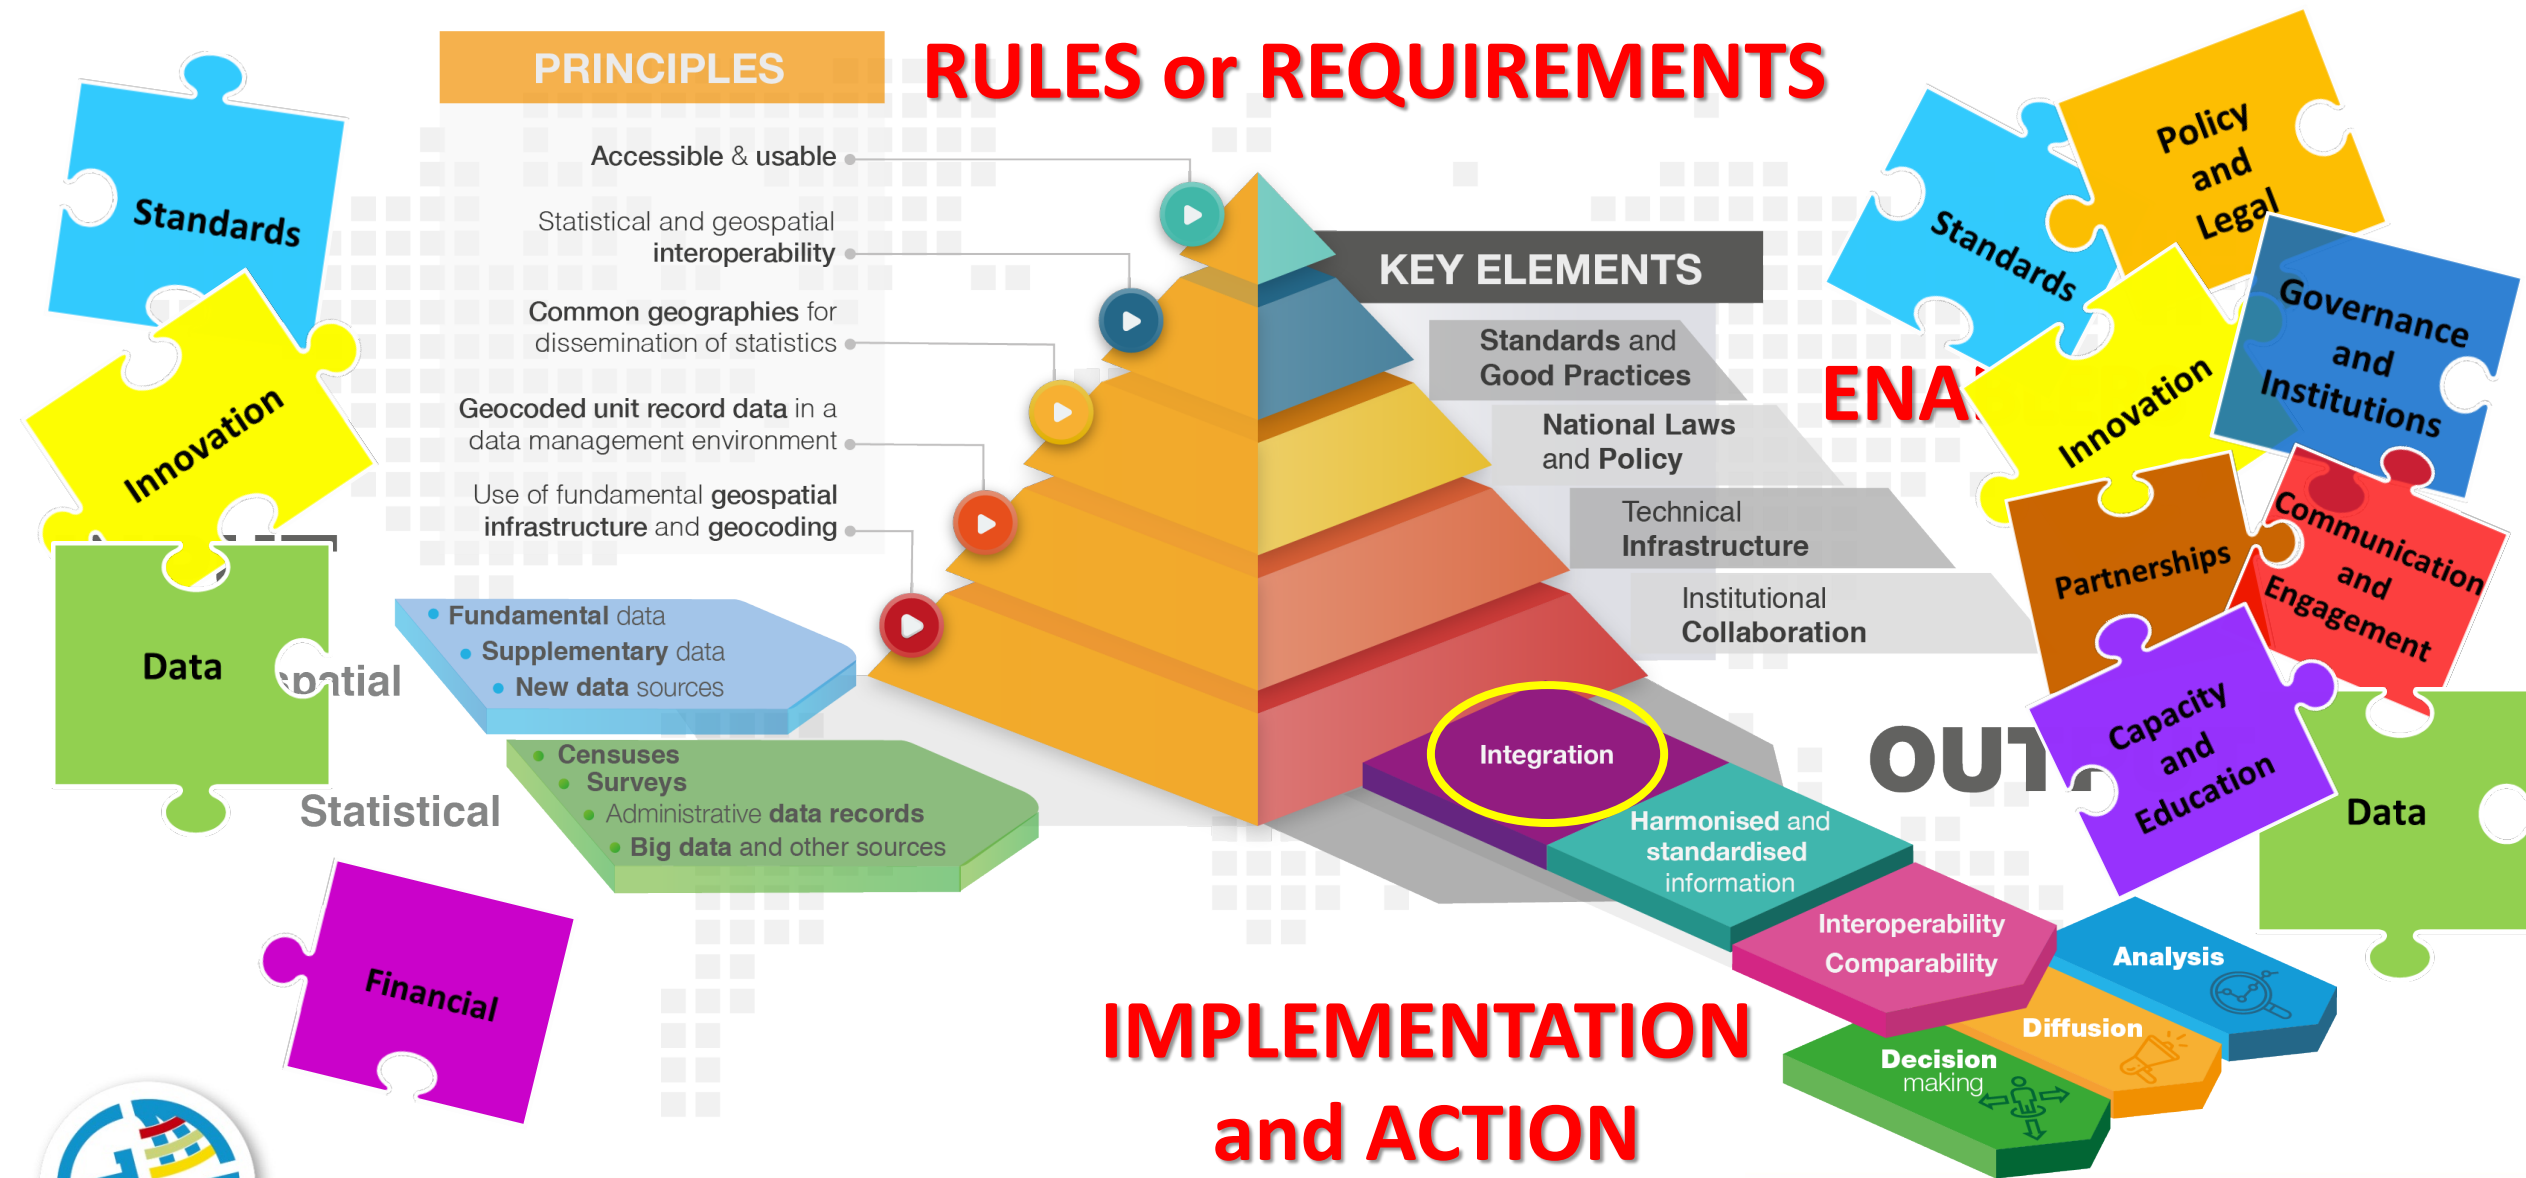 PRINCIPLES
RULES or REQUIREMENTS
Accessible & usable
Statistical and geospatial
interoperability
Common geographies for
dissemination of statistics
Geocoded unit record data in a
data management environment
Use of fundamental geospatial
infrastructure and geocoding
KEY ELEMENTS
Standards and
Good Practices
National Laws
and Policy
Technical
Infrastructure
Institutional
Collaboration
Standards
Innovation
Data
Statistical
Financial
Fundamental data
Supplementary data
New data sources
Censuses
Surveys
Administrative data records
Big data and other sources
Integration
Harmonised and
standardised
information
Interoperability
Comparability
Analysis
Diffusion
Decision
making
IMPLEMENTATION
and ACTION
Standards
Policy
and
Legal
Innovation
Governance
and
Institutions
Partnerships
Communication
and
Engagement
Capacity
and
Education
Data